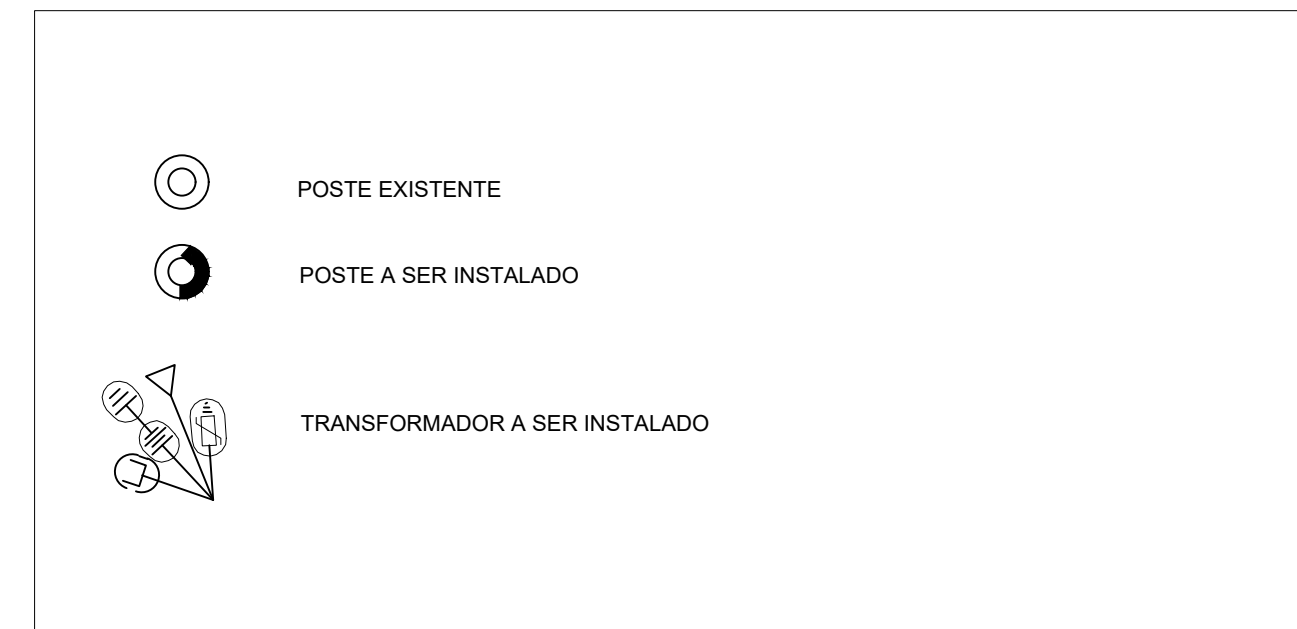 POSTE EXISTENTE
POSTE A SER INSTALADO
TRANSFORMADOR A SER INSTALADO